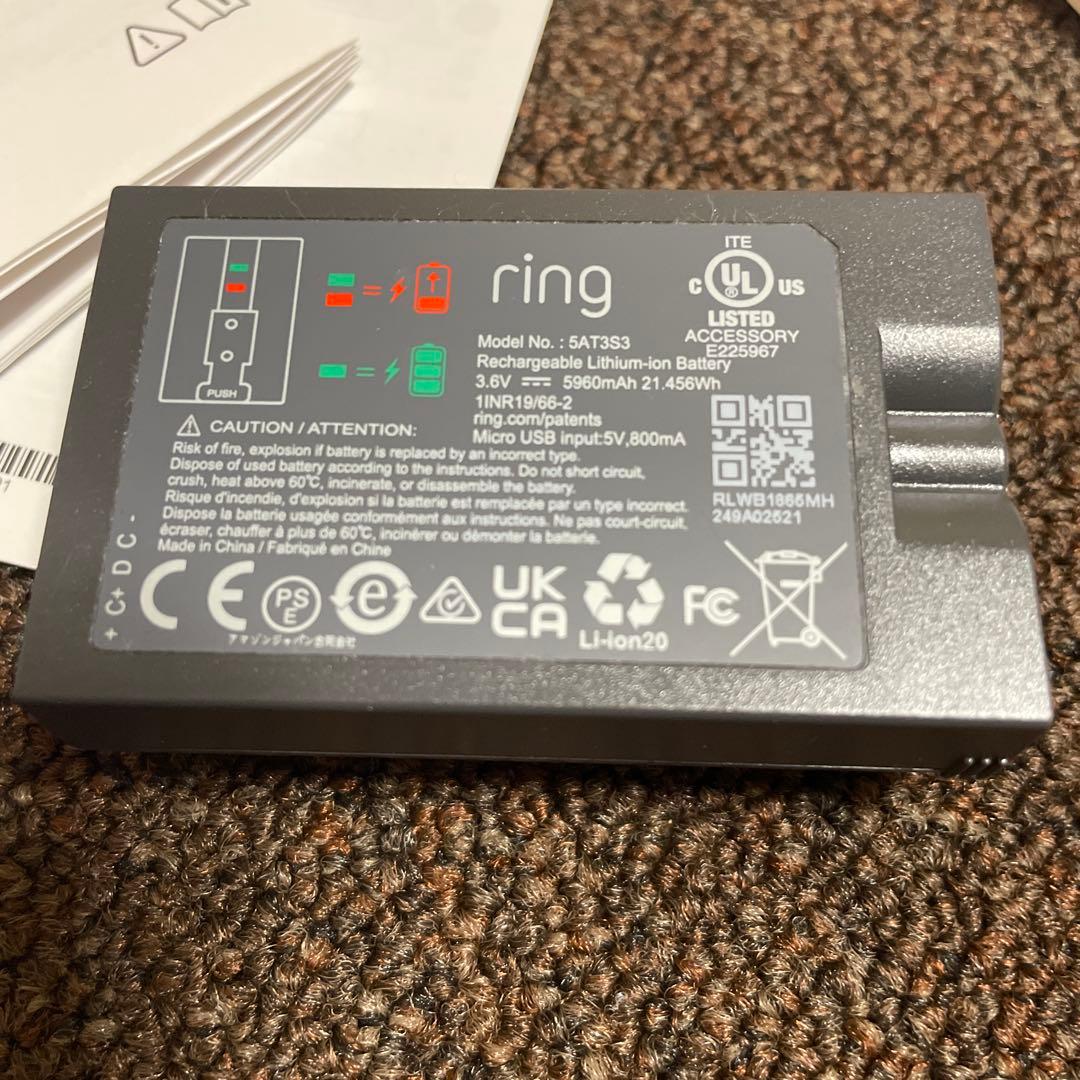 PUSH
ring
ITE
C UL US
®
LISTED
ACCESSORY
E225967
Model No. : 5AT3S3
Rechargeable Lithium-ion Battery
3.6V 5960mAh 21.456Wh
1INR19/66-2
ring.com/patents
Micro USB input:5V,800mA
RLWB1865MH
249A02521
CAUTION / ATTENTION:
Risk of fire, explosion if battery is replaced by an incorrect type.
Dispose of used battery according to the instructions. Do not short circuit,
crush, heat above 60°C, incinerate, or disassemble the battery.
Risque d'incendie, d'explosion si la batterie est remplacée par un type incorrect.
Dispose la batterie usagée conformément aux instructions. Ne pas court-circuit,
écraser, chauffer à plus de 60°C, incinérer ou démonter la batterie.
Made in China / Fabriqué en Chine
+ C+ D C -
C E
PS
E
e
UK
CA
Li-ion20
FC
アマゾンジャパン合同会社